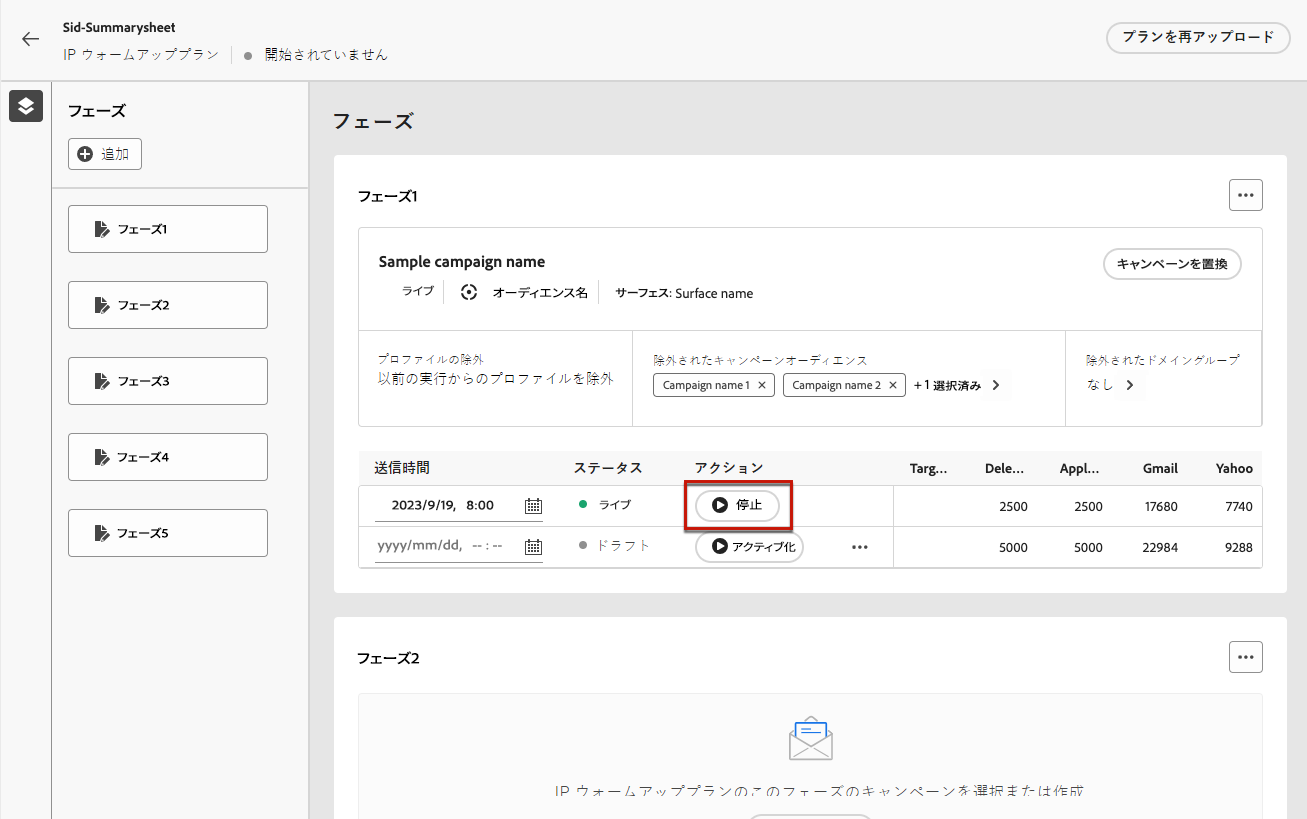 Sid-Summarysheet
IP ウォームアッププラン
開始されていません
プランを再アップロード
フェーズ
追加
フェーズ1
フェーズ2
フェーズ3
フェーズ4
フェーズ5
フェーズ
フェーズ1
Sample campaign name
キャンペーンを置換
ライブ オーディエンス名 サーフェス: Surface name
プロファイルの除外
以前の実行からのプロファイルを除外
除外されたキャンペーンオーディエンス
Campaign name 1 Campaign name 2 +1 選択済み
除外されたドメイングループ
なし
送信時間 ステータス アクション Targ... Dele... Appl... Gmail Yahoo
2023/9/19, 8:00 ライブ 停止 2500 2500 17680 7740
yyyy/mm/dd, -- : -- ドラフト アクティブ化 5000 5000 22984 9288
フェーズ2
IP ウォームアッププランのこのフェーズのキャンペーンを選択または作成